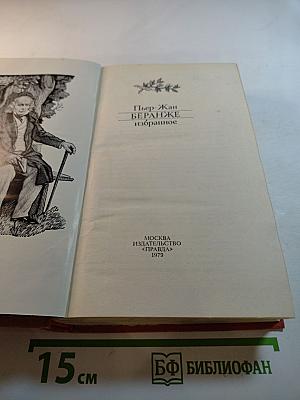 Пьер-Жан
БЕРАНЖЕ
избранное
МОСКВА
ИЗДАТЕЛЬСТВО
«ПРАВДА»
1979
15 см
БФ БИБЛИОФАН